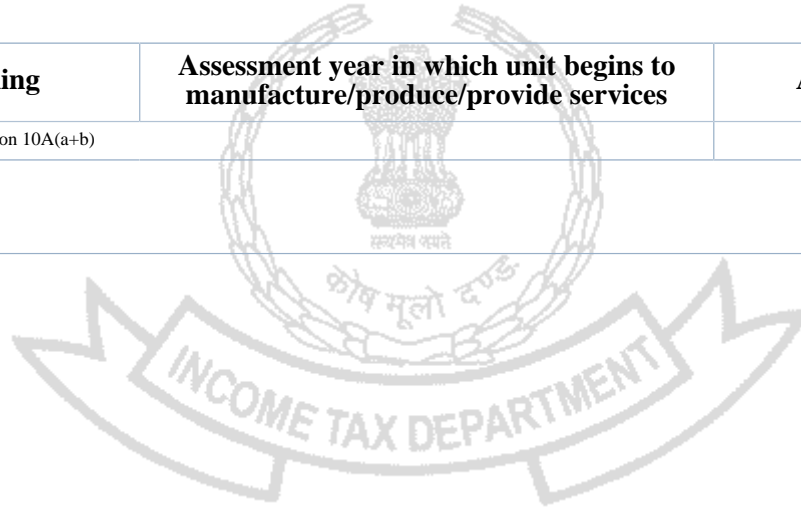 ing
Assessment year in which unit begins to
manufacture/produce/provide services
A
on 10A(a+b)
सत्यमेव जयते
कोष मूलो दण्ड:
INCOME TAX DEPARTMENT